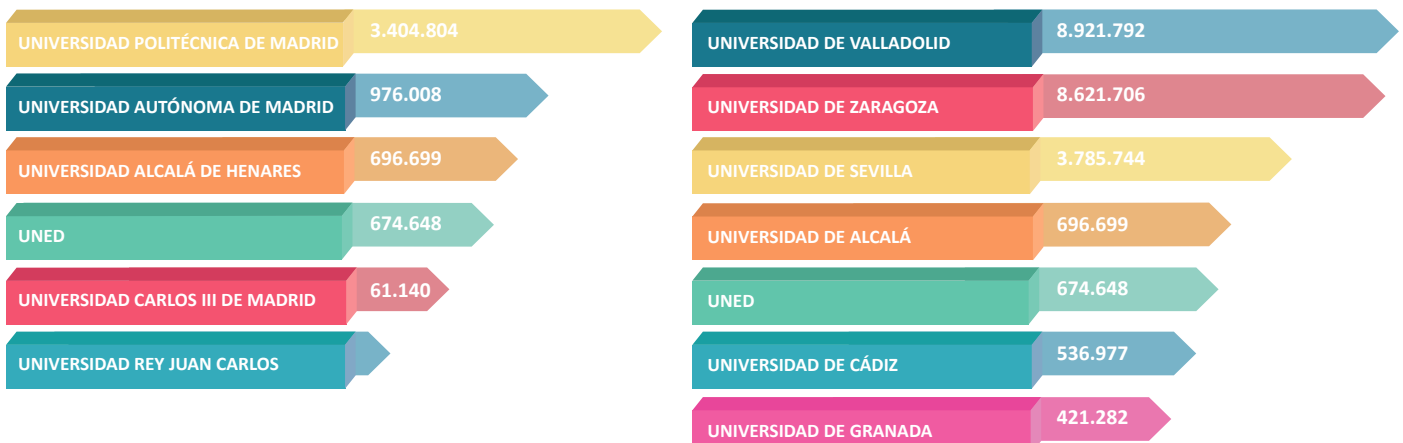 UNIVERSIDAD POLITÉCNICA DE MADRID 3.404.804
UNIVERSIDAD AUTÓNOMA DE MADRID 976.008
UNIVERSIDAD ALCALÁ DE HENARES 696.699
UNED 674.648
UNIVERSIDAD CARLOS III DE MADRID 61.140
UNIVERSIDAD REY JUAN CARLOS
UNIVERSIDAD DE VALLADOLID 8.921.792
UNIVERSIDAD DE ZARAGOZA 8.621.706
UNIVERSIDAD DE SEVILLA 3.785.744
UNIVERSIDAD DE ALCALÁ 696.699
UNED 674.648
UNIVERSIDAD DE CÁDIZ 536.977
UNIVERSIDAD DE GRANADA 421.282